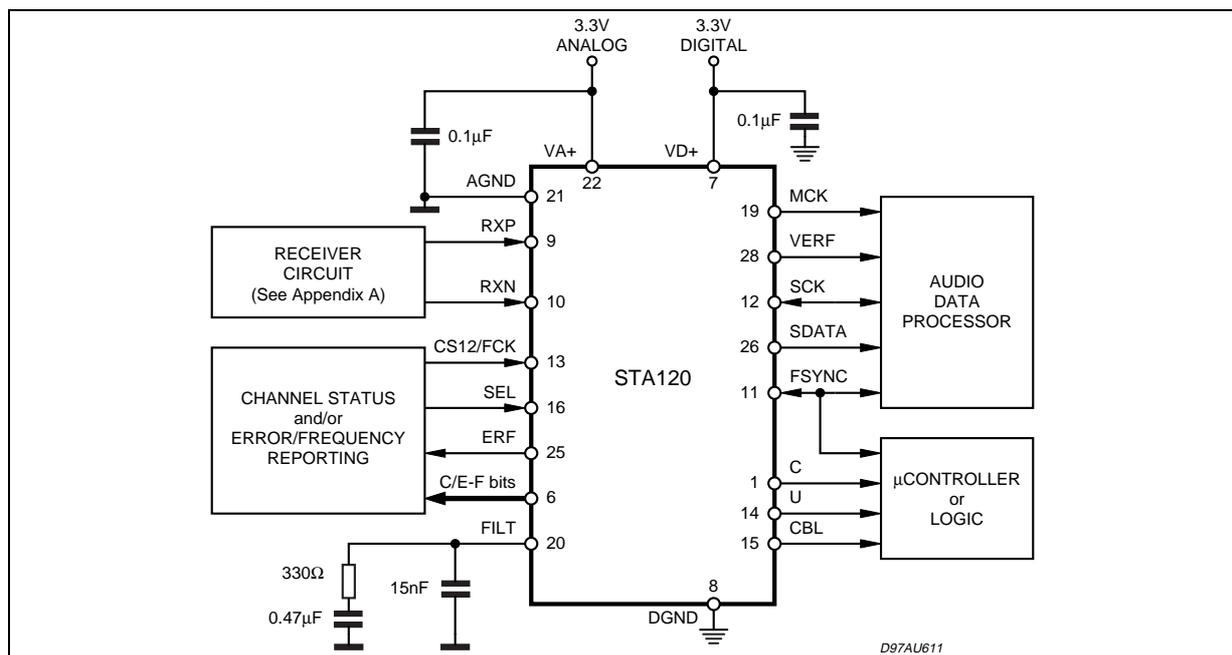 3.3V
ANALOG
3.3V
DIGITAL
0.1µF
0.1µF
VA+
VD+
22
7
AGND
21
MCK
19
RXP
9
VERF
28
RECEIVER
CIRCUIT
(See Appendix A)
RXN
10
SCK
12
AUDIO
DATA
PROCESSOR
SDATA
26
CS12/FCK
13
STA120
FSYNC
11
CHANNEL STATUS
and/or
ERROR/FREQUENCY
REPORTING
SEL
16
ERF
25
C/E-F bits
6
C
1
U
14
CBL
15
µCONTROLLER
or
LOGIC
FILT
20
330Ω
0.47µF
15nF
8
DGND
D97AU611